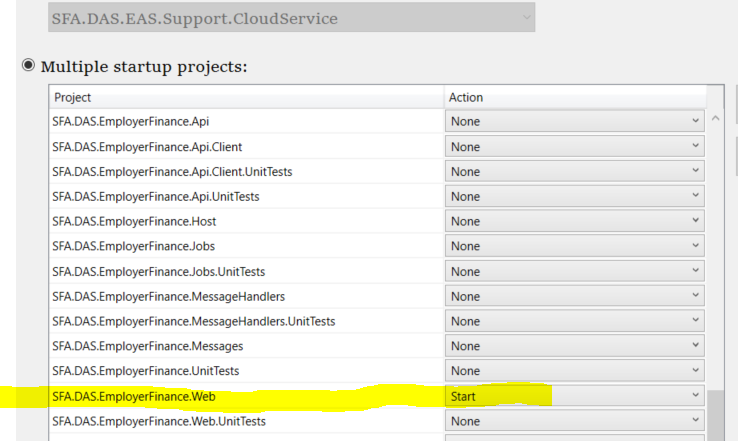 SFA.DAS.EAS.Support.CloudService
Multiple startup projects:
Project Action
SFA.DAS.EmployerFinance.Api None
SFA.DAS.EmployerFinance.Api.Client None
SFA.DAS.EmployerFinance.Api.Client.UnitTests None
SFA.DAS.EmployerFinance.Api.UnitTests None
SFA.DAS.EmployerFinance.Host None
SFA.DAS.EmployerFinance.Jobs None
SFA.DAS.EmployerFinance.Jobs.UnitTests None
SFA.DAS.EmployerFinance.MessageHandlers None
SFA.DAS.EmployerFinance.MessageHandlers.UnitTests None
SFA.DAS.EmployerFinance.Messages None
SFA.DAS.EmployerFinance.UnitTests None
SFA.DAS.EmployerFinance.Web Start
SFA.DAS.EmployerFinance.Web.UnitTests None